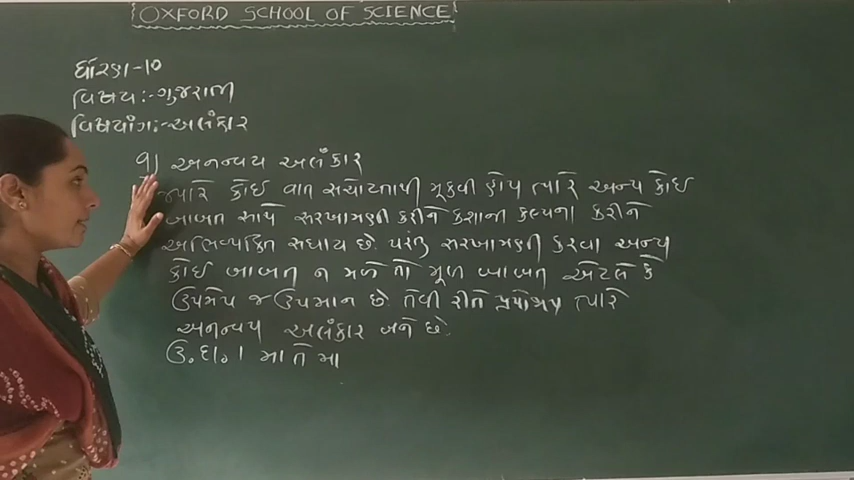 OXFORD SCHOOL OF SCIENCE
ધોરણ-10
વિષય:-ગુજરાતી
વિષયાંગ:-અલંકાર
૧) અનન્વય અલંકાર
જ્યારે કોઈ વાત સચોટતાથી મૂકવી હોય ત્યારે અન્ય કોઈ
બાબત સાથે સરખામણી કરીને કશાની કલ્પના કરીને
અભિવ્યક્તિ સધાય છે. પરંતુ સરખામણી કરવા અન્ય
કોઈ બાબત ન મળે તો મૂળ બાબત એટલે કે
ઉપમેય જ ઉપમાન છે. તેવી રીતે પ્રયોજાય ત્યારે
અનન્વય અલંકાર બને છે.
ઉ.દા. ૧ મા તે મા